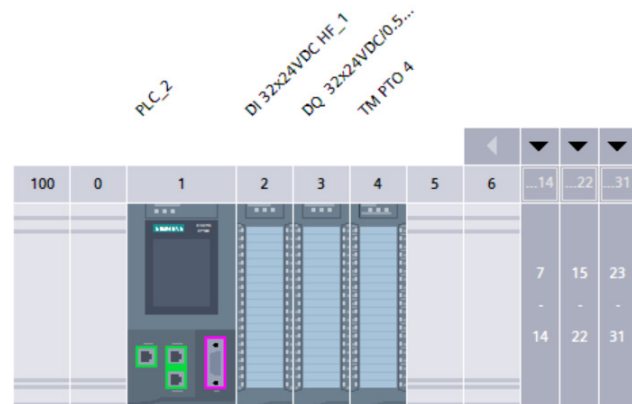 PLC_2
DI 32x24VDC HF_1
DQ 32x24VDC/0.5...
TM PTO 4
100 0 1 2 3 4 5 6 ...14 ...22 ...31
SIEMENS
7 15 23
- - -
14 22 31